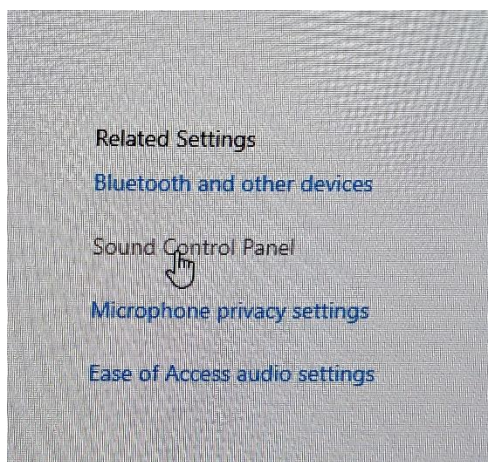 Related Settings
Bluetooth and other devices
Sound Control Panel
Microphone privacy settings
Ease of Access audio settings